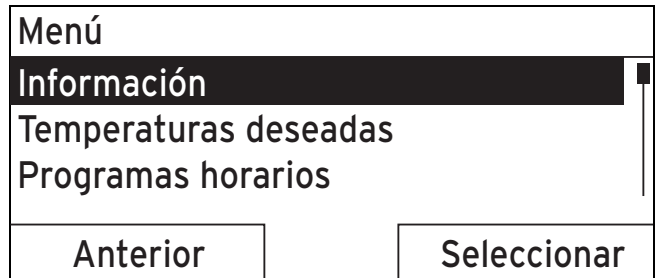 Menú
Información
Temperaturas deseadas
Programas horarios
Anterior Seleccionar